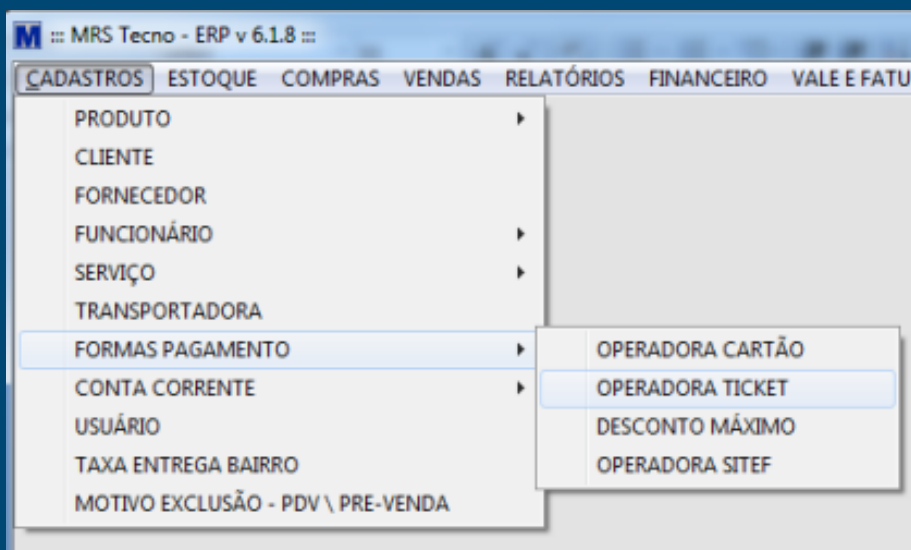 M ::: MRS Tecno - ERP v 6.1.8 :::
CADASTROS ESTOQUE COMPRAS VENDAS RELATÓRIOS FINANCEIRO VALE E FATU
PRODUTO
CLIENTE
FORNECEDOR
FUNCIONÁRIO
SERVIÇO
TRANSPORTADORA
FORMAS PAGAMENTO
CONTA CORRENTE
USUÁRIO
TAXA ENTREGA BAIRRO
MOTIVO EXCLUSÃO - PDV \ PRE-VENDA
OPERADORA CARTÃO
OPERADORA TICKET
DESCONTO MÁXIMO
OPERADORA SITEF